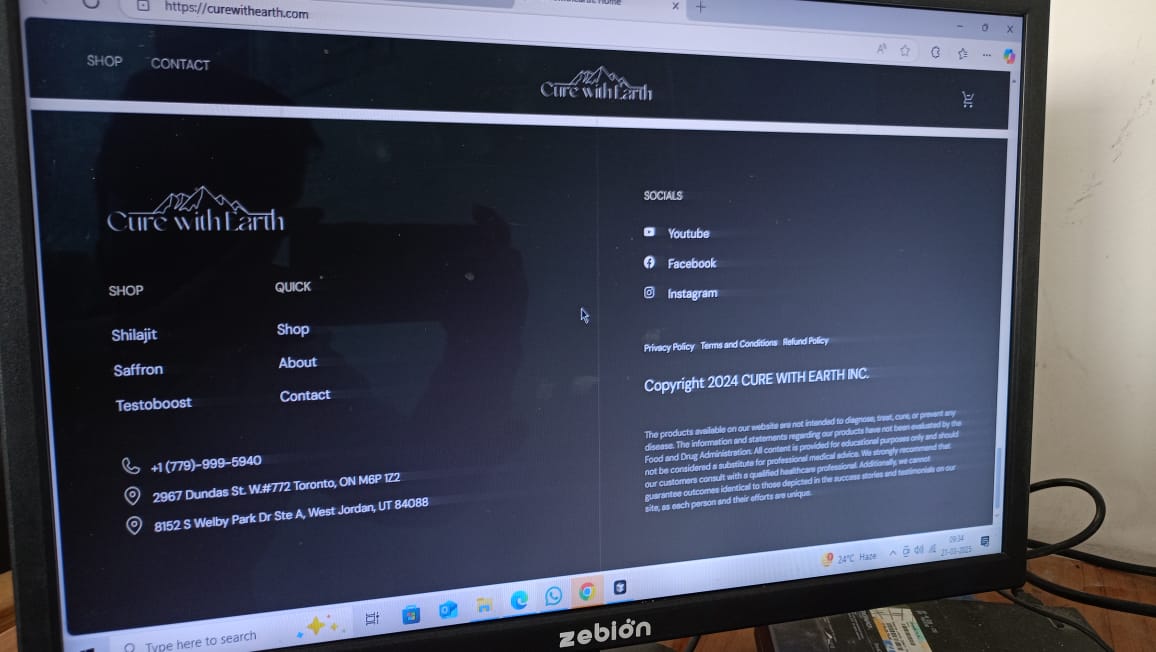 https://curewithearth.com
SHOP CONTACT
Cure with Earth
Cure with Earth
SHOP
Shilajit
Saffron
Testoboost
QUICK
Shop
About
Contact
+1 (779)-999-5940
2967 Dundas St. W.#772 Toronto, ON M6P 1Z2
8152 S Welby Park Dr Ste A, West Jordan, UT 84088
SOCIALS
Youtube
Facebook
Instagram
Privacy Policy Terms and Conditions Refund Policy
Copyright 2024 CURE WITH EARTH INC.
The products available on our website are not intended to diagnose, treat, cure, or prevent any
disease. The information and statements regarding our products have not been evaluated by the
Food and Drug Administration. All content is provided for educational purposes only and should
not be considered a substitute for professional medical advice. We strongly recommend that
our customers consult with a qualified healthcare professional. Additionally, we cannot
guarantee outcomes identical to those depicted in the success stories and testimonials on our
site, as each person and their efforts are unique.
Type here to search
24°C Haze
09:34
21-03-2025
zebion